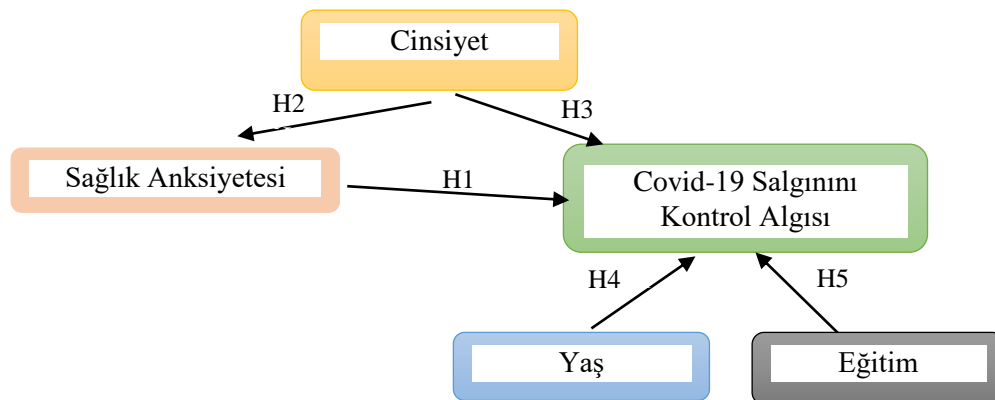 Cinsiyet
H2
H3
Sağlık Anksiyetesi
H1
Covid-19 Salgınını
Kontrol Algısı
H4
H5
Yaş
Eğitim